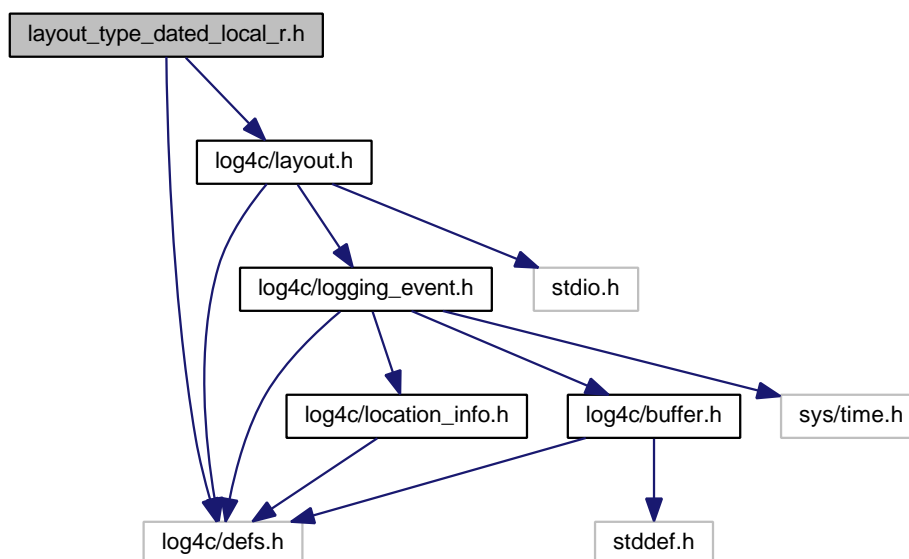 layout_type_dated_local_r.h
log4c/layout.h
log4c/logging_event.h
stdio.h
log4c/location_info.h
log4c/buffer.h
sys/time.h
log4c/defs.h
stddef.h